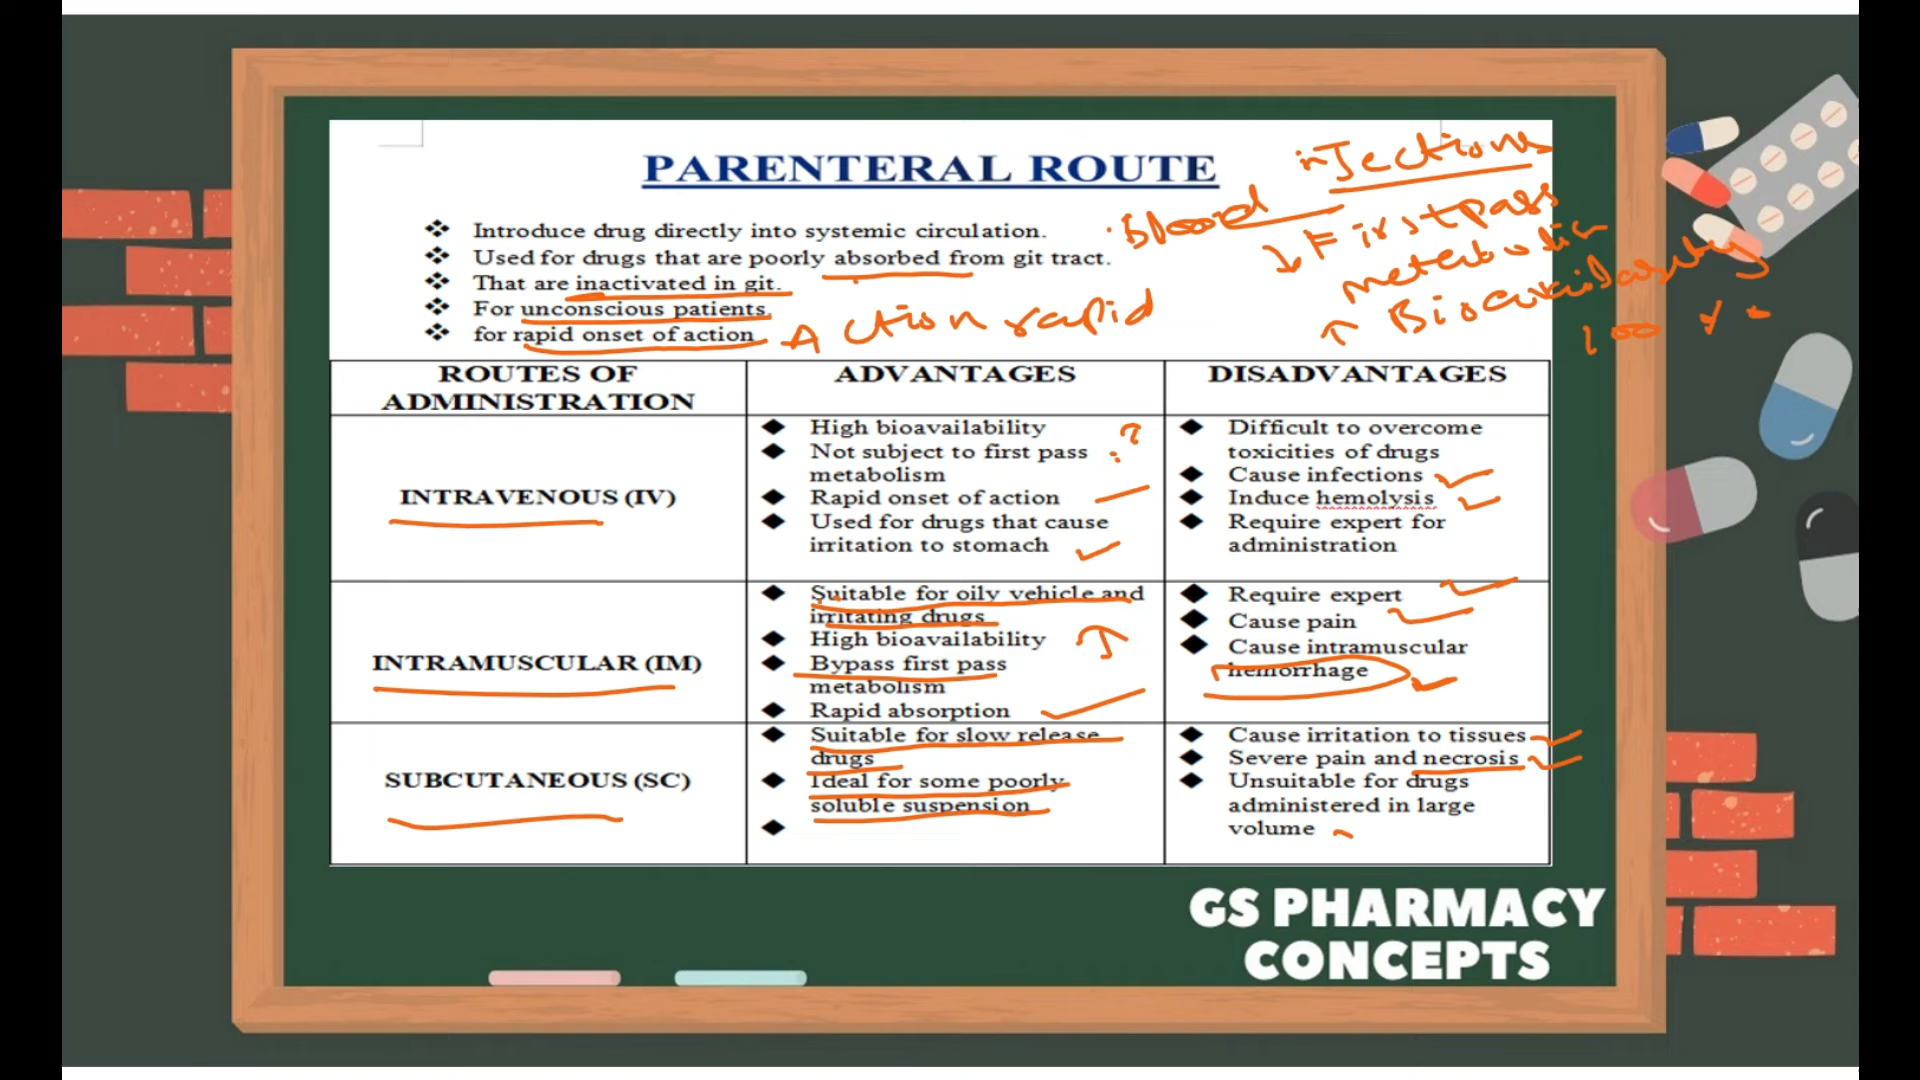 PARENTERAL ROUTE
injections
Blood
↓ First pass
metabolism
↑ Bioavailability
100 %
❖ Introduce drug directly into systemic circulation.
❖ Used for drugs that are poorly absorbed from git tract.
❖ That are inactivated in git.
❖ For unconscious patients.
❖ for rapid onset of action
Action rapid
ROUTES OF
ADMINISTRATION
ADVANTAGES
DISADVANTAGES
INTRAVENOUS (IV)
◆ High bioavailability
◆ Not subject to first pass
metabolism
◆ Rapid onset of action
◆ Used for drugs that cause
irritation to stomach
◆ Difficult to overcome
toxicities of drugs
◆ Cause infections
◆ Induce hemolysis
◆ Require expert for
administration
INTRAMUSCULAR (IM)
◆ Suitable for oily vehicle and
irritating drugs
◆ High bioavailability
◆ Bypass first pass
metabolism
◆ Rapid absorption
◆ Require expert
◆ Cause pain
◆ Cause intramuscular
hemorrhage
SUBCUTANEOUS (SC)
◆ Suitable for slow release
drugs
◆ Ideal for some poorly
soluble suspension
◆
◆ Cause irritation to tissues
◆ Severe pain and necrosis
◆ Unsuitable for drugs
administered in large
volume
GS PHARMACY
CONCEPTS